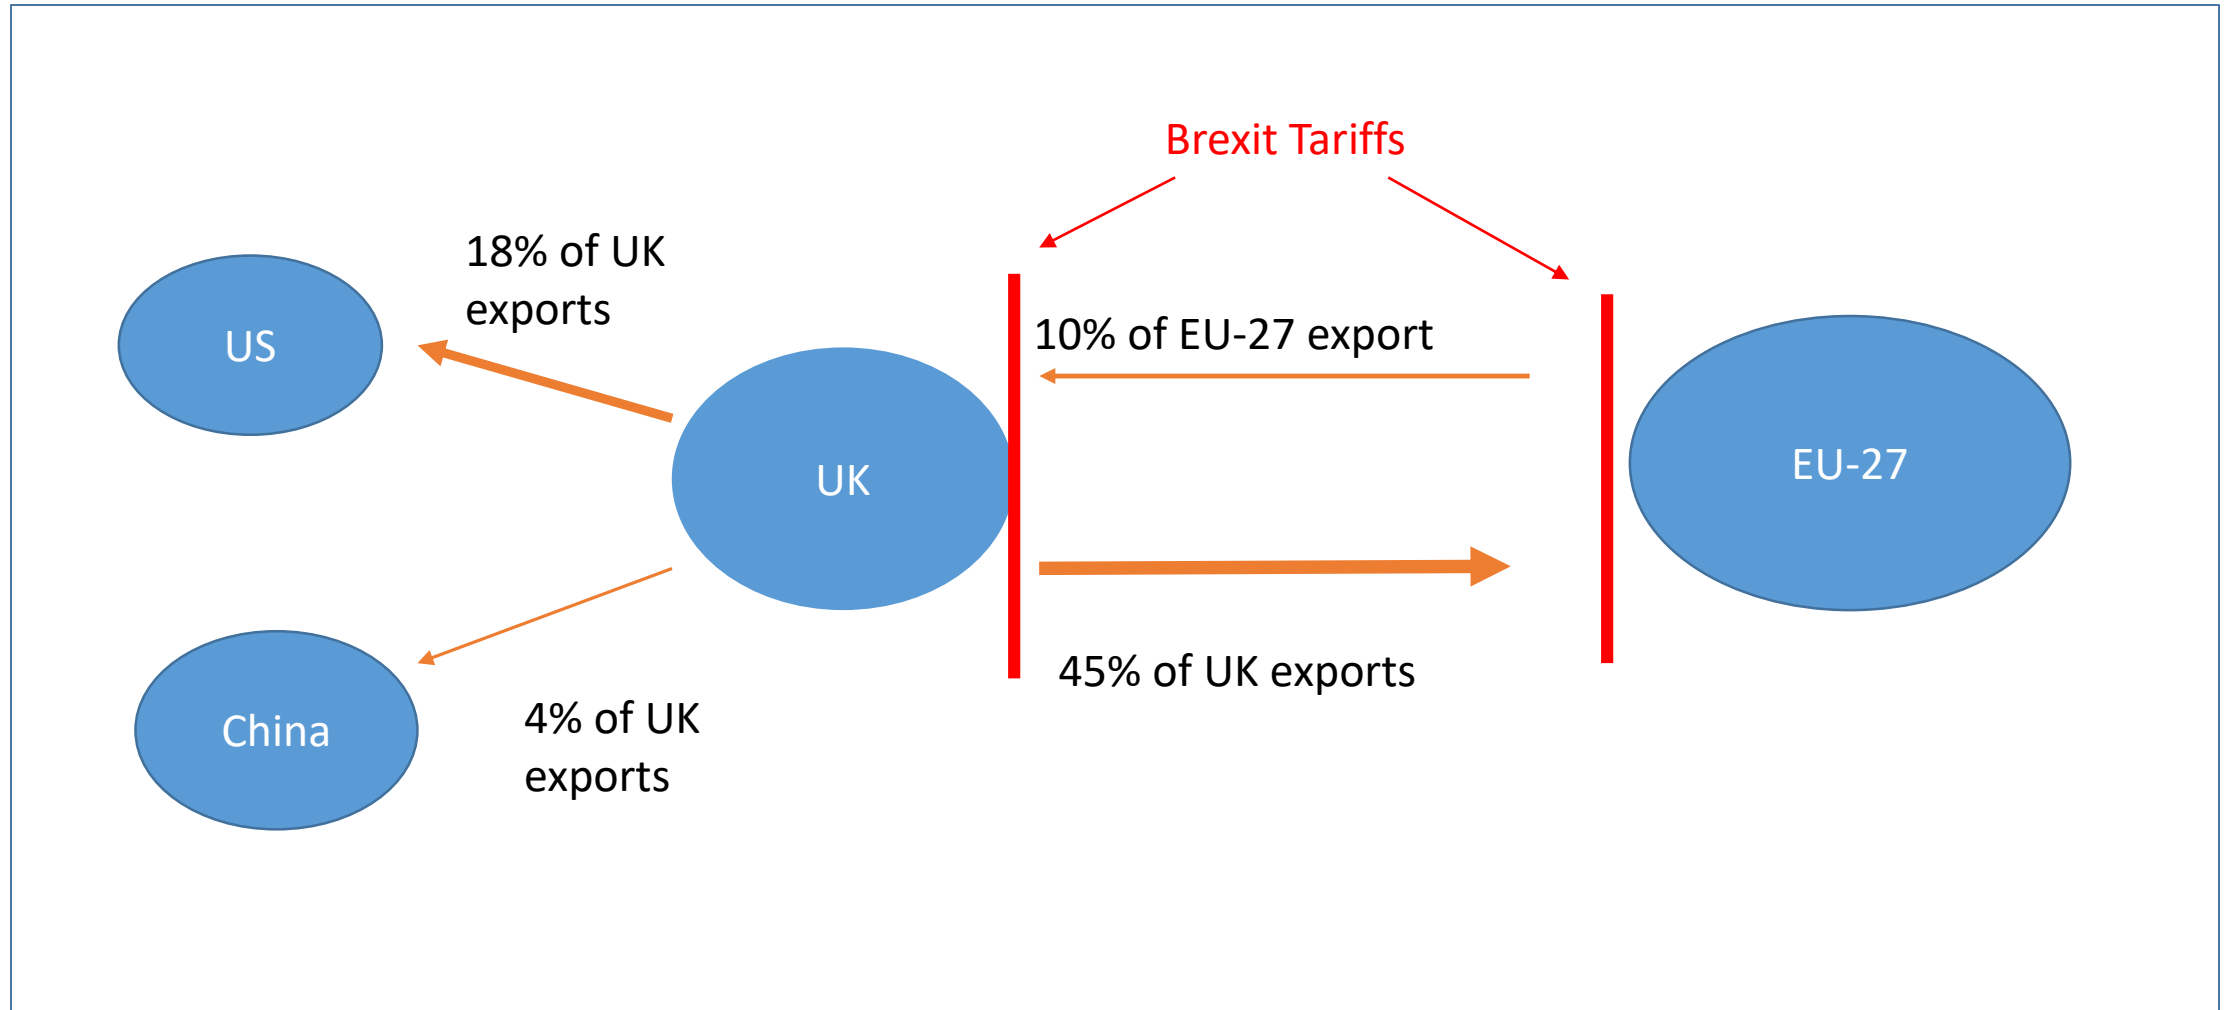 Brexit Tariffs
18% of UK
exports
US
10% of EU-27 export
UK
EU-27
45% of UK exports
4% of UK
exports
China